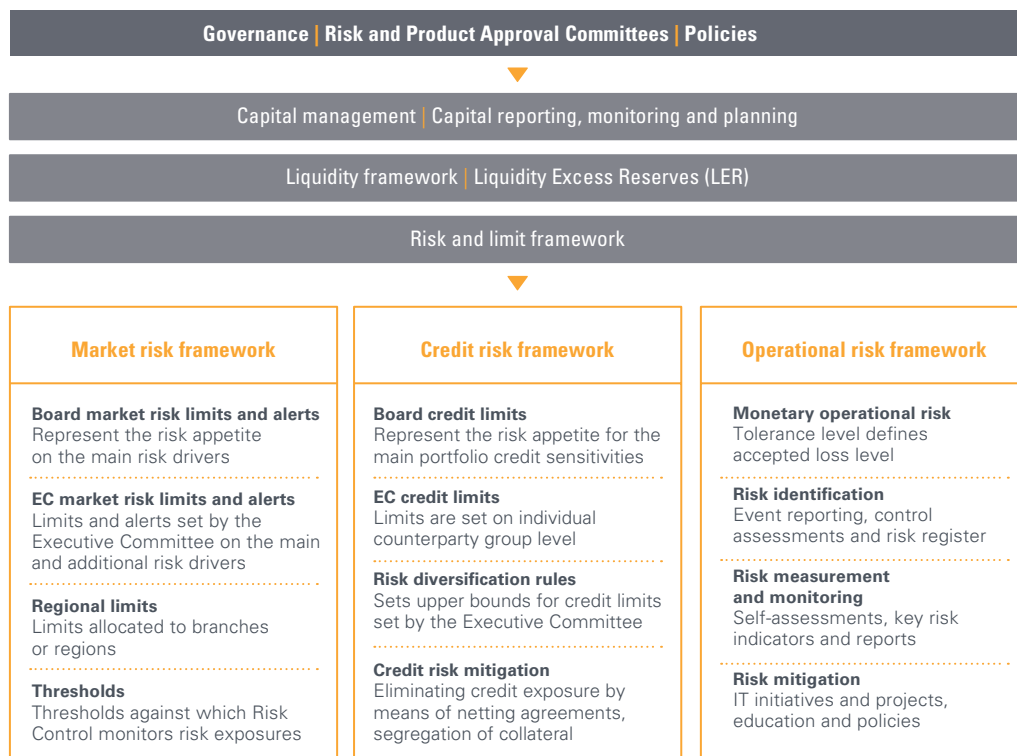 Governance | Risk and Product Approval Committees | Policies
Capital management | Capital reporting, monitoring and planning
Liquidity framework | Liquidity Excess Reserves (LER)
Risk and limit framework
Market risk framework
Board market risk limits and alerts
Represent the risk appetite
on the main risk drivers
EC market risk limits and alerts
Limits and alerts set by the
Executive Committee on the main
and additional risk drivers
Regional limits
Limits allocated to branches
or regions
Thresholds
Thresholds against which Risk
Control monitors risk exposures
Credit risk framework
Board credit limits
Represent the risk appetite for the
main portfolio credit sensitivities
EC credit limits
Limits are set on individual
counterparty group level
Risk diversification rules
Sets upper bounds for credit limits
set by the Executive Committee
Credit risk mitigation
Eliminating credit exposure by
means of netting agreements,
segregation of collateral
Operational risk framework
Monetary operational risk
Tolerance level defines
accepted loss level
Risk identification
Event reporting, control
assessments and risk register
Risk measurement
and monitoring
Self-assessments, key risk
indicators and reports
Risk mitigation
IT initiatives and projects,
education and policies